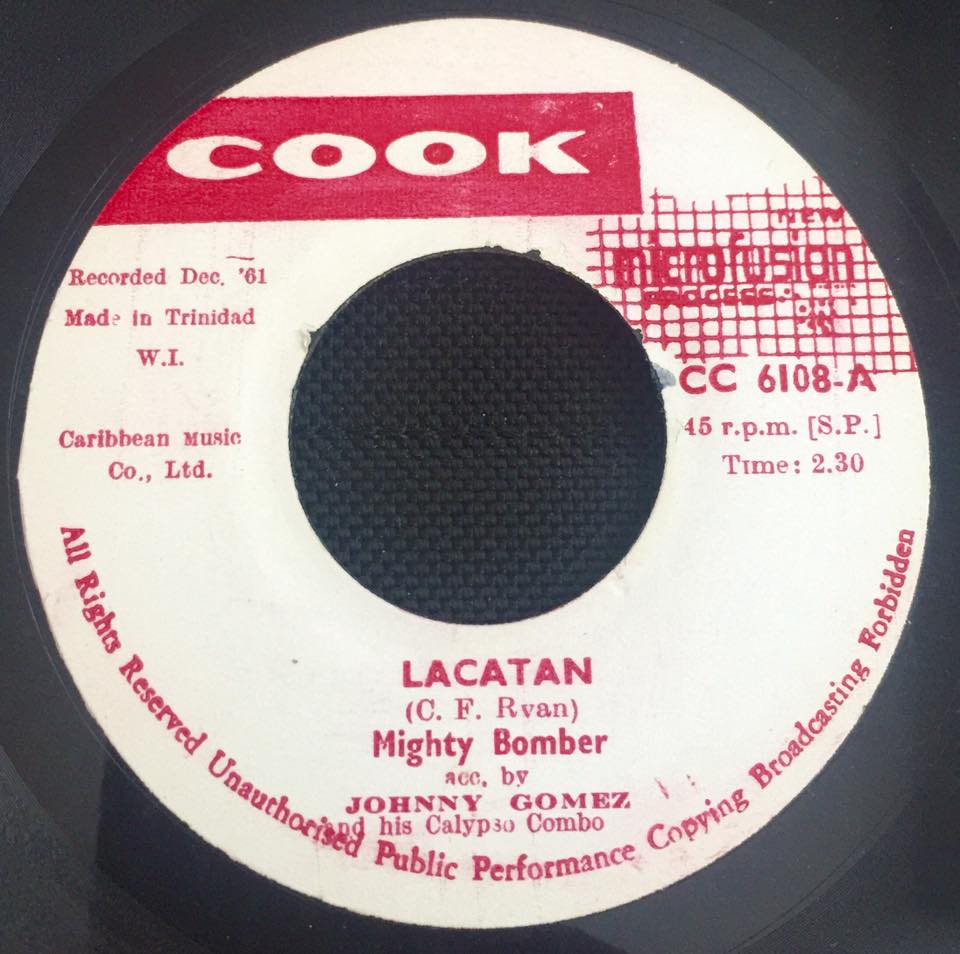 COOK
NEW
microfusion
PROCESS
Recorded Dec. '61
Made in Trinidad
W.I.
Caribbean Music
Co., Ltd.
CC 6108-A
45 r.p.m. [S.P.]
Time: 2.30
LACATAN
(C. F. Ryan)
Mighty Bomber
acc. by
JOHNNY GOMEZ
and his Calypso Combo
All Rights Reserved Unauthorised Public Performance Copying Broadcasting Forbidden